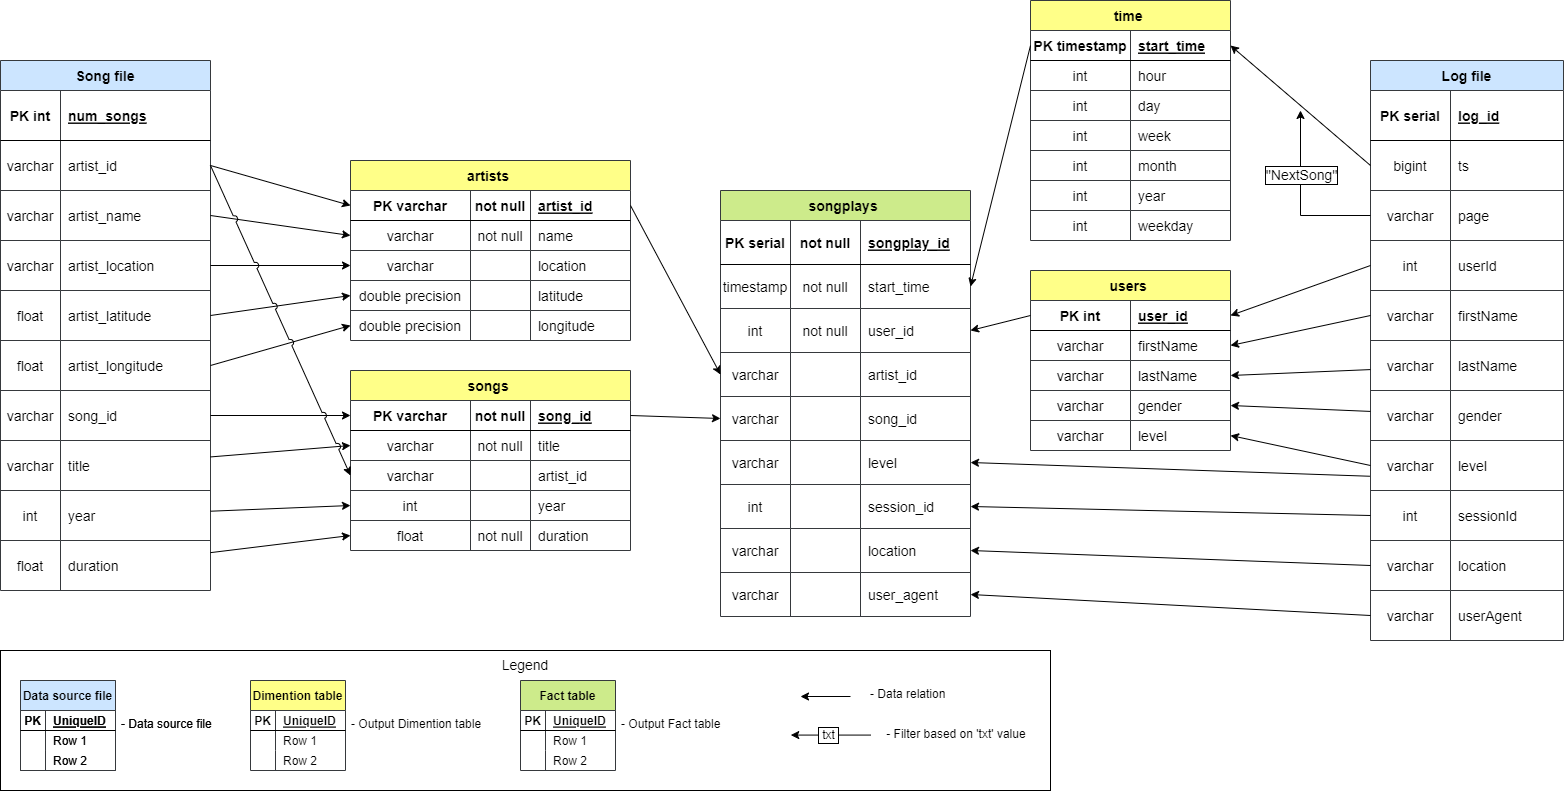 Song file
PK int num_songs
varchar artist_id
varchar artist_name
varchar artist_location
float artist_latitude
float artist_longitude
varchar song_id
varchar title
int year
float duration
artists
PK varchar not null artist_id
varchar not null name
varchar location
double precision latitude
double precision longitude
songs
PK varchar not null song_id
varchar not null title
varchar artist_id
int year
float not null duration
songplays
PK serial not null songplay_id
timestamp not null start_time
int not null user_id
varchar artist_id
varchar song_id
varchar level
int session_id
varchar location
varchar user_agent
time
PK timestamp start_time
int hour
int day
int week
int month
int year
int weekday
users
PK int user_id
varchar firstName
varchar lastName
varchar gender
varchar level
"NextSong"
Log file
PK serial log_id
bigint ts
varchar page
int userId
varchar firstName
varchar lastName
varchar gender
varchar level
int sessionId
varchar location
varchar userAgent
Legend
Data source file
PK UniqueID
Row 1
Row 2
- Data source file
Dimention table
PK UniqueID
Row 1
Row 2
- Output Dimention table
Fact table
PK UniqueID
Row 1
Row 2
- Output Fact table
- Data relation
txt - Filter based on 'txt' value